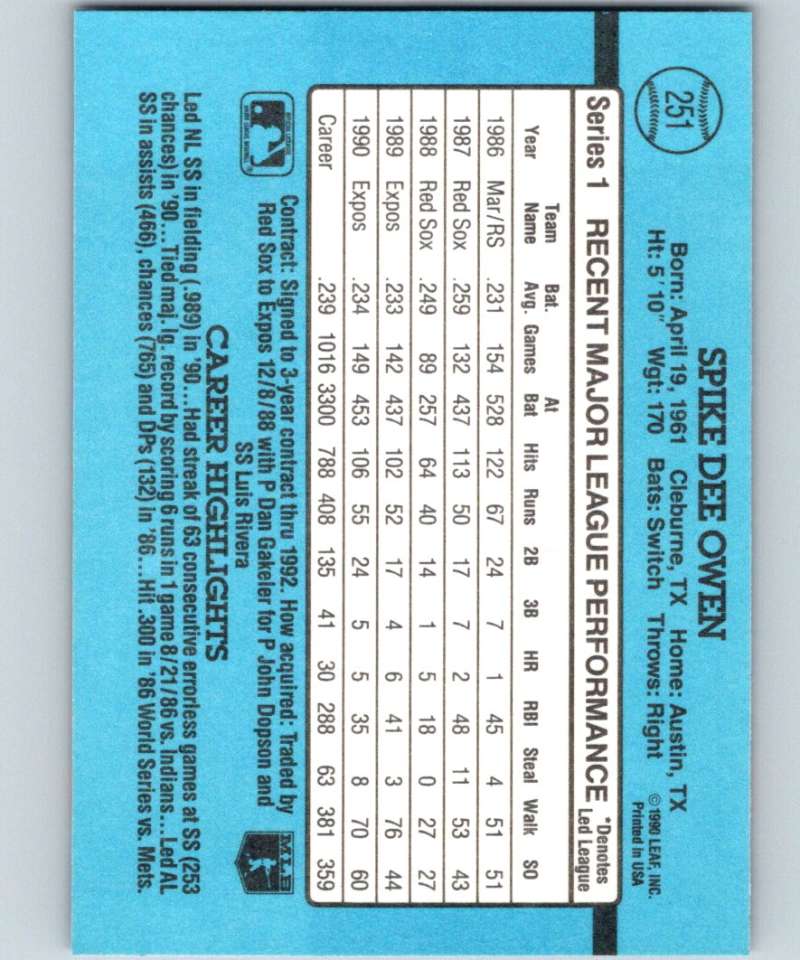 251
SPIKE DEE OWEN
Born: April 19, 1961 Cleburne, TX Home: Austin, TX
Ht: 5'10" Wgt: 170 Bats: Switch Throws: Right
©1990 LEAF, INC.
Printed in USA
Series 1 RECENT MAJOR LEAGUE PERFORMANCE *Denotes Led League
Year Team Name Bat. Avg. Games At Bat Hits Runs 2B 3B HR RBI Steal Walk SO
1986 Mar/RS .231 154 528 122 67 24 7 1 45 4 51 51
1987 Red Sox .259 132 437 113 50 17 7 2 48 11 53 43
1988 Red Sox .249 89 257 64 40 14 1 5 18 0 27 27
1989 Expos .233 142 437 102 52 17 4 6 41 3 76 44
1990 Expos .234 149 453 106 55 24 5 5 35 8 70 60
Career .239 1016 3300 788 408 135 41 30 288 63 381 359
Contract: Signed to 3-year contract thru 1992. How acquired: Traded by
Red Sox to Expos 12/8/88 with P Dan Gakeler for P John Dopson and
SS Luis Rivera
MLB
CAREER HIGHLIGHTS
Led NL SS in fielding (.989) in '90...Had streak of 63 consecutive errorless games at SS (253
chances) in '90...Tied maj. lg. record by scoring 6 runs in 1 game 8/21/86 vs. Indians...Led AL
SS in assists (466), chances (765) and DPs (132) in '86...Hit .300 in '86 World Series vs. Mets.